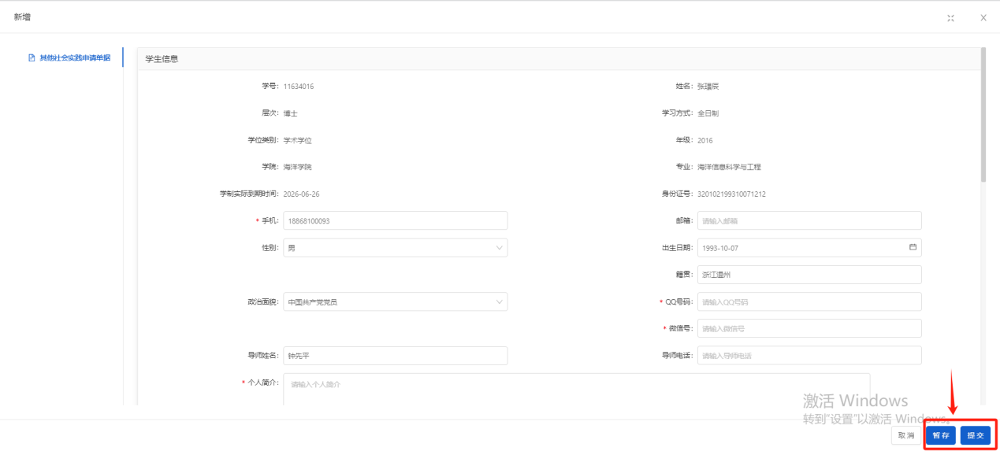 新增
其他社会实践申请单据
学生信息
学号: 11634016
姓名: 张瑾辰
层次: 博士
学习方式: 全日制
学位类别: 学术学位
年级: 2016
学院: 海洋学院
专业: 海洋信息科学与工程
学制实际到期时间: 2026-06-26
身份证号: 320102199310071212
* 手机: 18868100093
邮箱: 请输入邮箱
性别: 男
出生日期: 1993-10-07
籍贯: 浙江温州
政治面貌: 中国共产党党员
* QQ号码: 请输入QQ号码
* 微信号: 请输入微信号
导师姓名: 钟先平
导师电话: 请输入导师电话
* 个人简介: 请输入个人简介
激活 Windows
转到"设置"以激活 Windows。
取消 暂存 提交